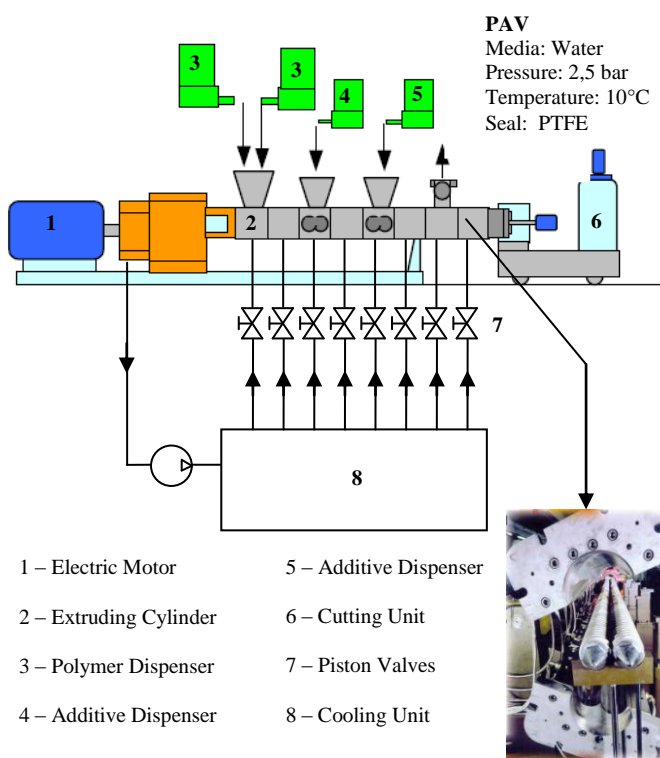 PAV
Media: Water
Pressure: 2,5 bar
Temperature: 10°C
Seal: PTFE
3
3
4
5
1
2
6
7
8
1 – Electric Motor
2 – Extruding Cylinder
3 – Polymer Dispenser
4 – Additive Dispenser
5 – Additive Dispenser
6 – Cutting Unit
7 – Piston Valves
8 – Cooling Unit